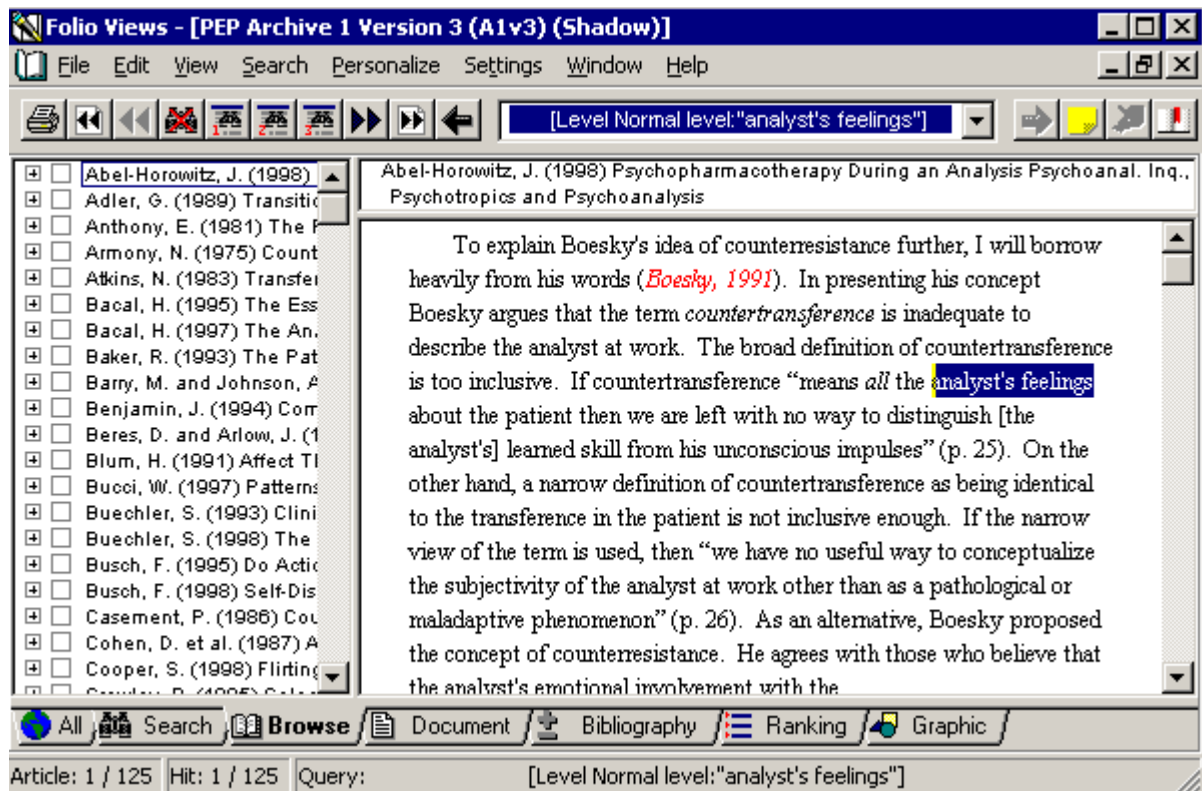 Folio Views - [PEP Archive 1 Version 3 (A1v3) (Shadow)]
File Edit View Search Personalize Settings Window Help
[Level Normal level:"analyst's feelings"]
Abel-Horowitz, J. (1998)
Adler, G. (1989) Transitio
Anthony, E. (1981) The
Armony, N. (1975) Count
Atkins, N. (1983) Transfer
Bacal, H. (1995) The Ess
Bacal, H. (1997) The An.
Baker, R. (1993) The Pat
Barry, M. and Johnson, A
Benjamin, J. (1994) Com
Beres, D. and Arlow, J. (1
Blum, H. (1991) Affect Tl
Bucci, W. (1997) Patterns
Buechler, S. (1993) Clini
Buechler, S. (1998) The
Busch, F. (1995) Do Actio
Busch, F. (1998) Self-Dis
Casement, P. (1986) Cou
Cohen, D. et al. (1987) A
Cooper, S. (1998) Flirting
Abel-Horowitz, J. (1998) Psychopharmacotherapy During an Analysis Psychoanal. Inq.,
Psychotropics and Psychoanalysis
To explain Boesky's idea of counterresistance further, I will borrow
heavily from his words (Boesky, 1991). In presenting his concept
Boesky argues that the term countertransference is inadequate to
describe the analyst at work. The broad definition of countertransference
is too inclusive. If countertransference “means all the analyst's feelings
about the patient then we are left with no way to distinguish [the
analyst's] learned skill from his unconscious impulses” (p. 25). On the
other hand, a narrow definition of countertransference as being identical
to the transference in the patient is not inclusive enough. If the narrow
view of the term is used, then “we have no useful way to conceptualize
the subjectivity of the analyst at work other than as a pathological or
maladaptive phenomenon” (p. 26). As an alternative, Boesky proposed
the concept of counterresistance. He agrees with those who believe that
the analyst's emotional involvement with the
All Search Browse Document Bibliography Ranking Graphic
Article: 1 / 125 Hit: 1 / 125 Query: [Level Normal level:"analyst's feelings"]